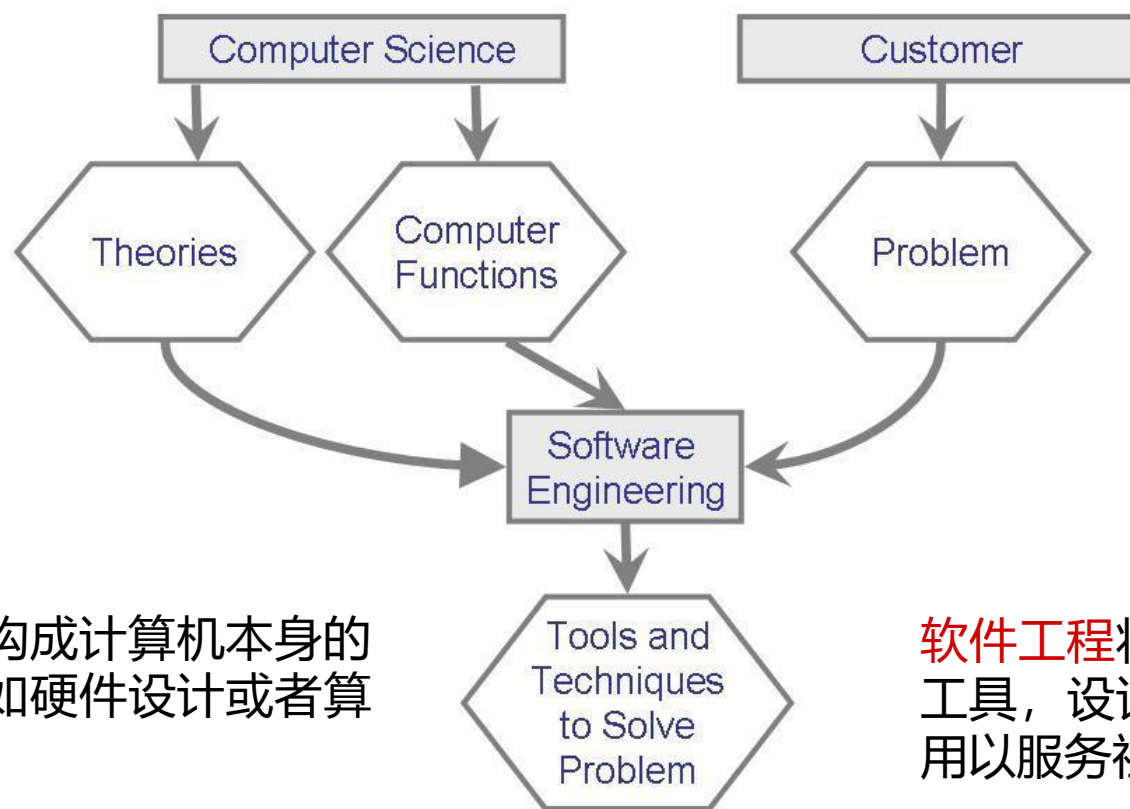 Computer Science
Customer
Theories
Computer
Functions
Problem
Software
Engineering
Tools and
Techniques
to Solve
Problem
构成计算机本身的
如硬件设计或者算
软件工程
工具，设
用以服务